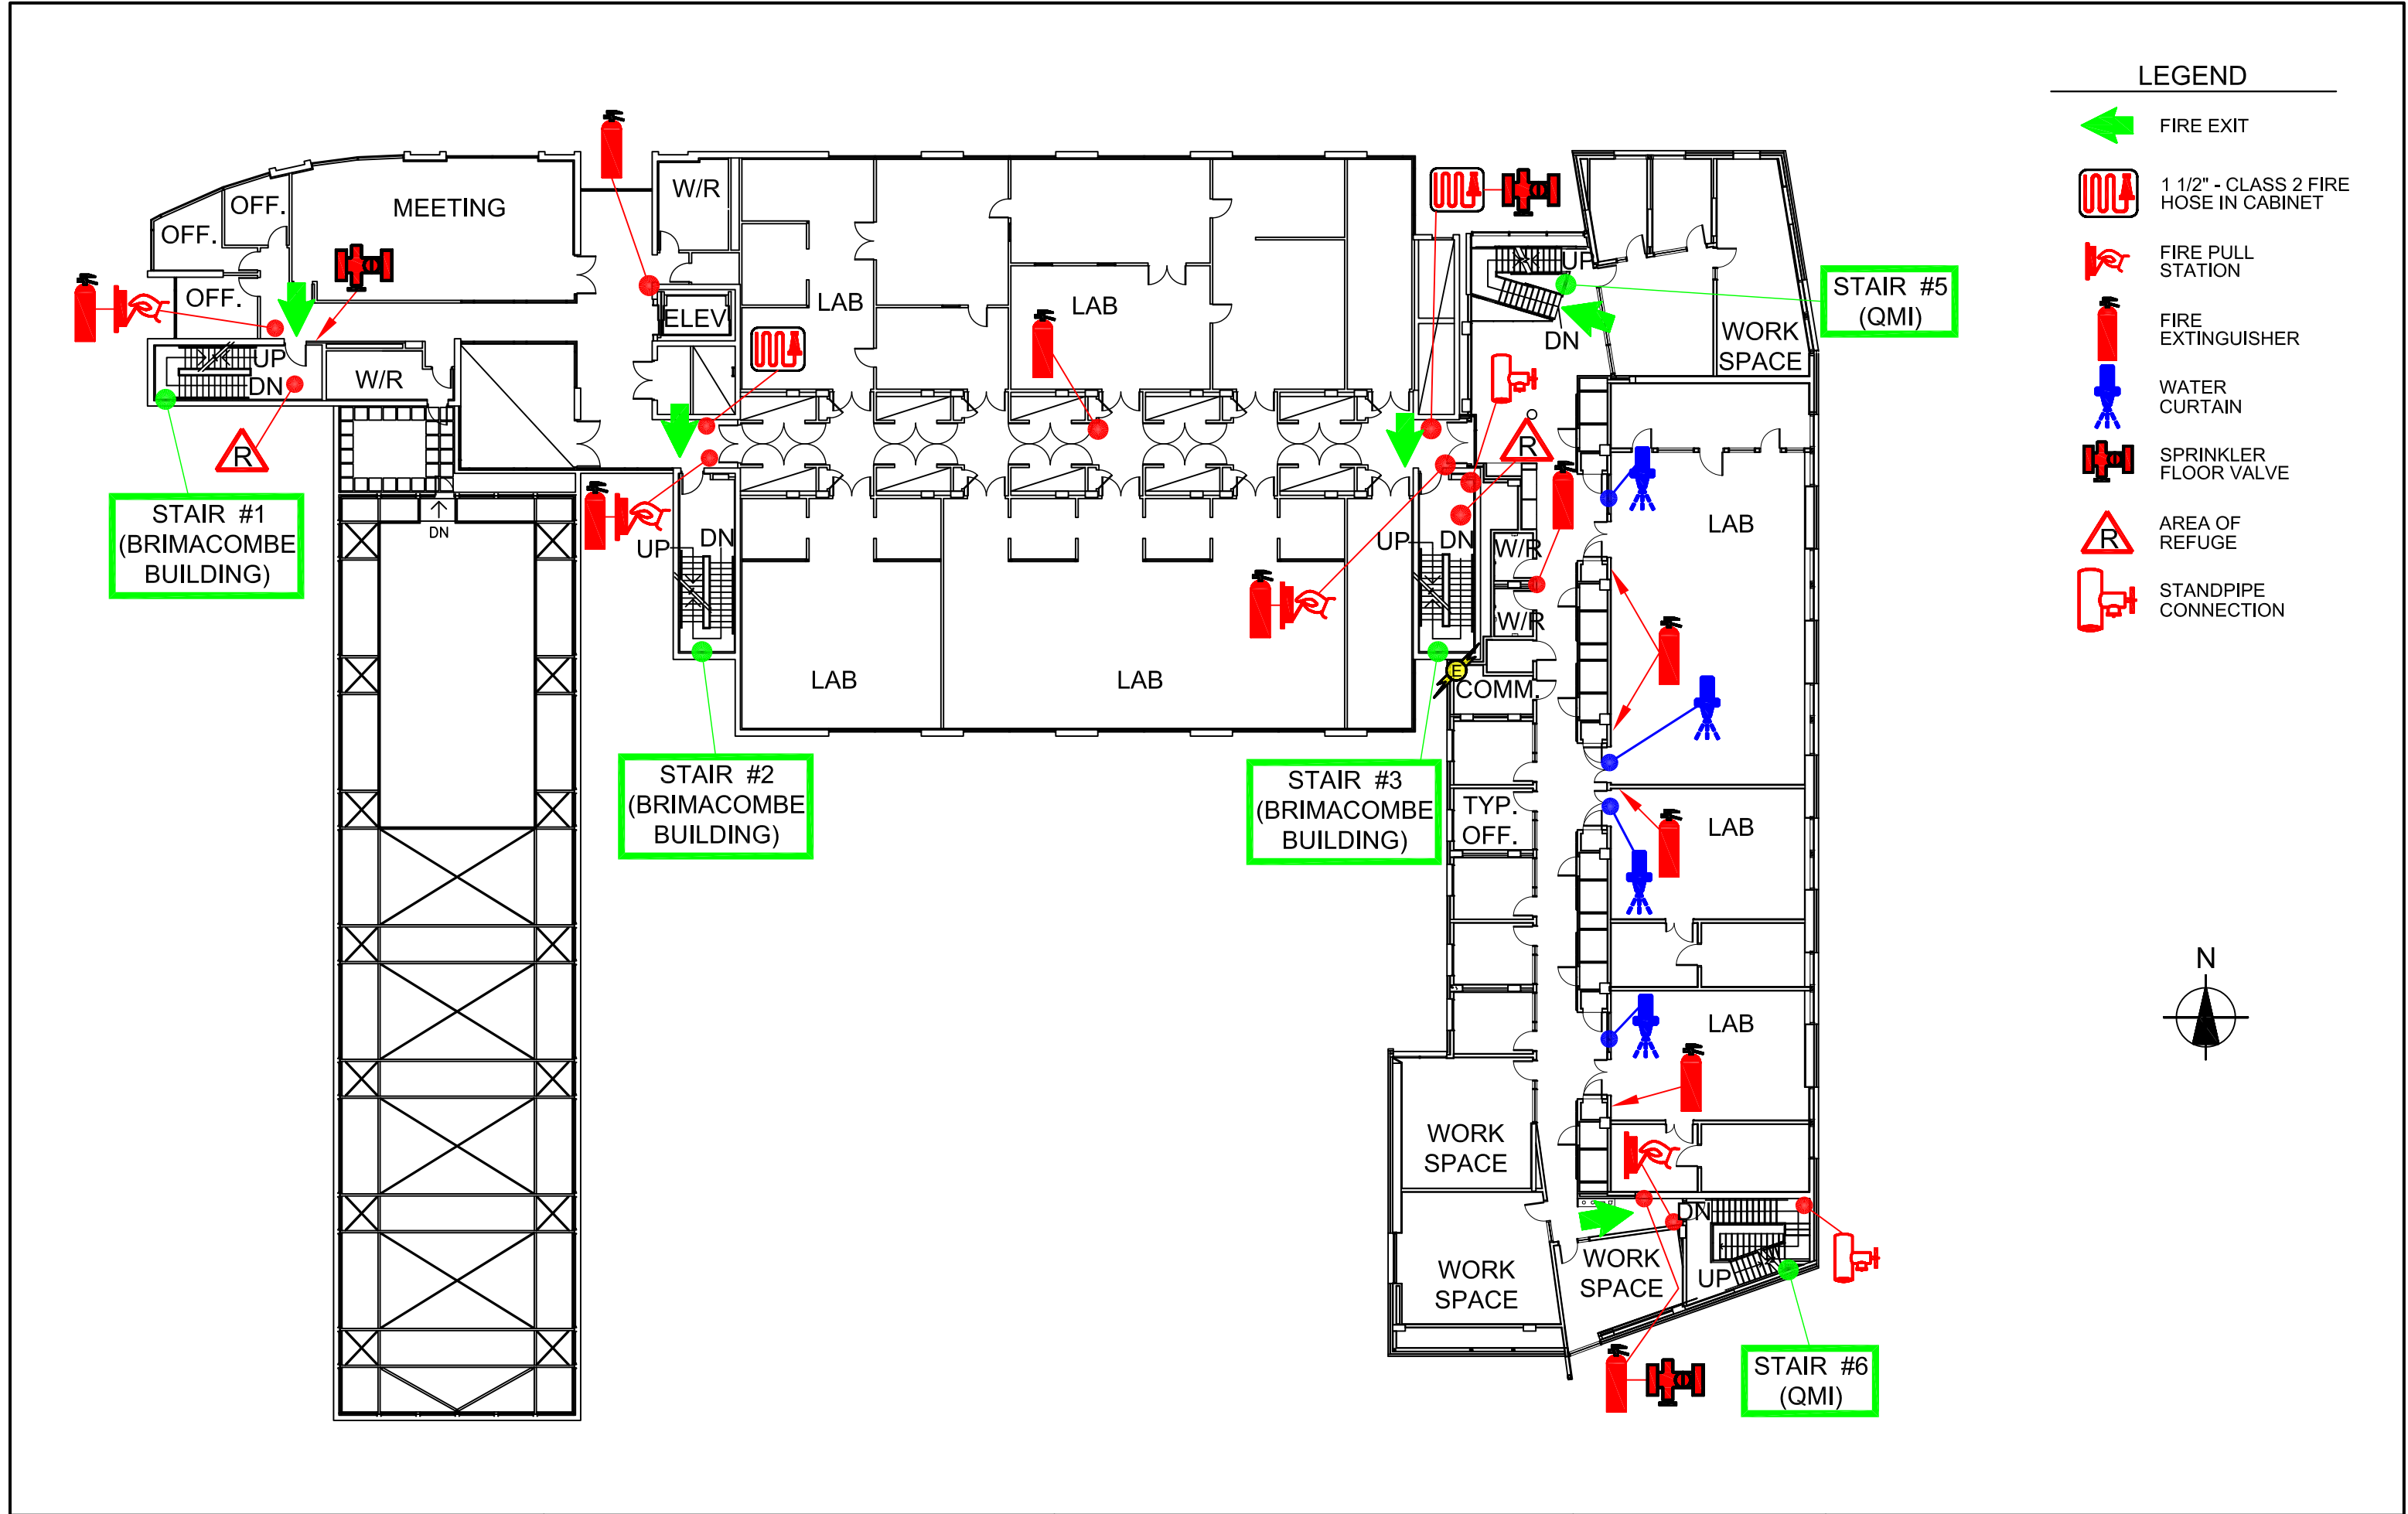 LEGEND
FIRE EXIT
1 1/2" - CLASS 2 FIRE
HOSE IN CABINET
FIRE PULL
STATION
FIRE
EXTINGUISHER
WATER
CURTAIN
SPRINKLER
FLOOR VALVE
R
AREA OF
REFUGE
STANDPIPE
CONNECTION
N
OFF.
OFF.
OFF.
MEETING
W/R
ELEV
UP
DN
W/R
R
STAIR #1
(BRIMACOMBE
BUILDING)
DN
LAB
LAB
UP
DN
LAB
LAB
STAIR #2
(BRIMACOMBE
BUILDING)
UP
DN
STAIR #3
(BRIMACOMBE
BUILDING)
UP
DN
STAIR #5
(QMI)
WORK
SPACE
R
W/R
W/R
E
COMM.
TYP.
OFF.
LAB
LAB
LAB
WORK
SPACE
WORK
SPACE
WORK
SPACE
DN
UP
STAIR #6
(QMI)